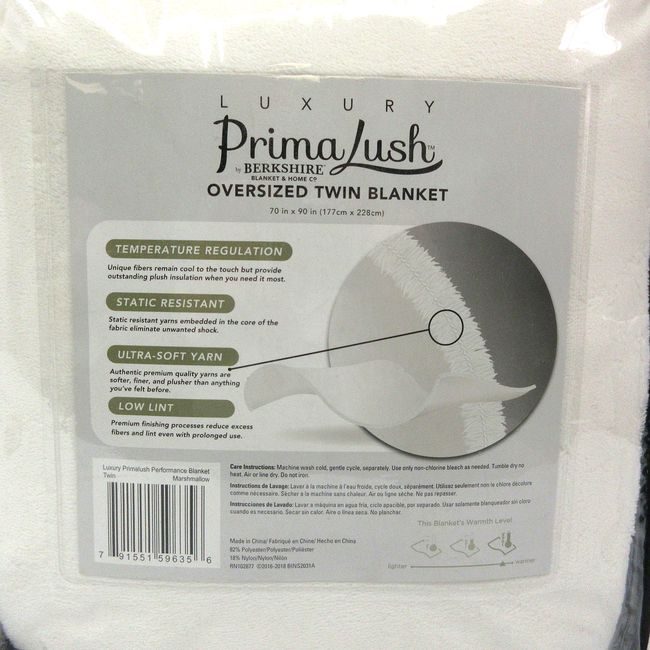 LUXURY
PrimaLush™
by BERKSHIRE®
BLANKET & HOME Co
OVERSIZED TWIN BLANKET
70 in x 90 in (177cm x 228cm)
TEMPERATURE REGULATION
Unique fibers remain cool to the touch but provide
outstanding plush insulation when you need it most.
STATIC RESISTANT
Static resistant yarns embedded in the core of the
fabric eliminate unwanted shock.
ULTRA-SOFT YARN
Authentic premium quality yarns are
softer, finer, and plusher than anything
you've felt before.
LOW LINT
Premium finishing processes reduce excess
fibers and lint even with prolonged use.
Luxury Primalush Performance Blanket
Twin Marshmallow
7 91551 59635 6
Care Instructions: Machine wash cold, gentle cycle, separately. Use only non-chlorine bleach as needed. Tumble dry no
heat. Air or line dry. Do not iron.
Instructions de Lavage: Laver à la machine à l'eau froide, cycle doux, séparément. Utilisez seulement non le chlore décolore
comme nécessaire. Sécher à la machine sans chaleur. Air ou ligne sèche. Ne pas repasser.
Instrucciones de Lavado: Lavar a máquina en agua fria, ciclo apacible, por separado. Usar solamente blanqueador sin cloro
cuando es necesario. Secar sin calor. Aire o linea seca. No planchar.
This Blanket's Warmth Level
lighter warmer
Made in China/ Fabriqué en Chine/ Hecho en China
82% Polyester/Polyester/Poliéster
18% Nylon/Nylon/Nilón
RN102877 ©2016-2018 BINS2031A